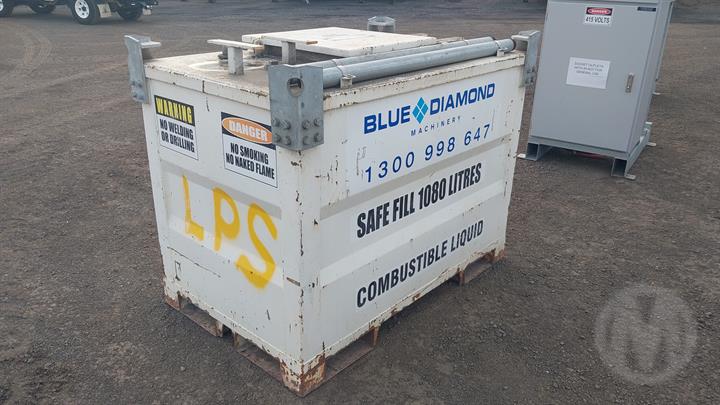 WARNING
NO WELDING
OR DRILLING
DANGER
NO SMOKING
NO NAKED FLAME
LPS
BLUE DIAMOND
MACHINERY
1300 998 647
SAFE FILL 1080 LITRES
COMBUSTIBLE LIQUID
DANGER
415 VOLTS
M